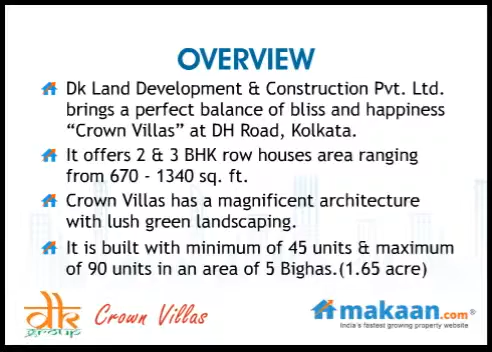 OVERVIEW
Dk Land Development & Construction Pvt. Ltd.
brings a perfect balance of bliss and happiness
“Crown Villas” at DH Road, Kolkata.
It offers 2 & 3 BHK row houses area ranging
from 670 - 1340 sq. ft.
Crown Villas has a magnificent architecture
with lush green landscaping.
It is built with minimum of 45 units & maximum
of 90 units in an area of 5 Bighas.(1.65 acre)
dk
group
Crown Villas
makaan.com®
India's fastest growing property website